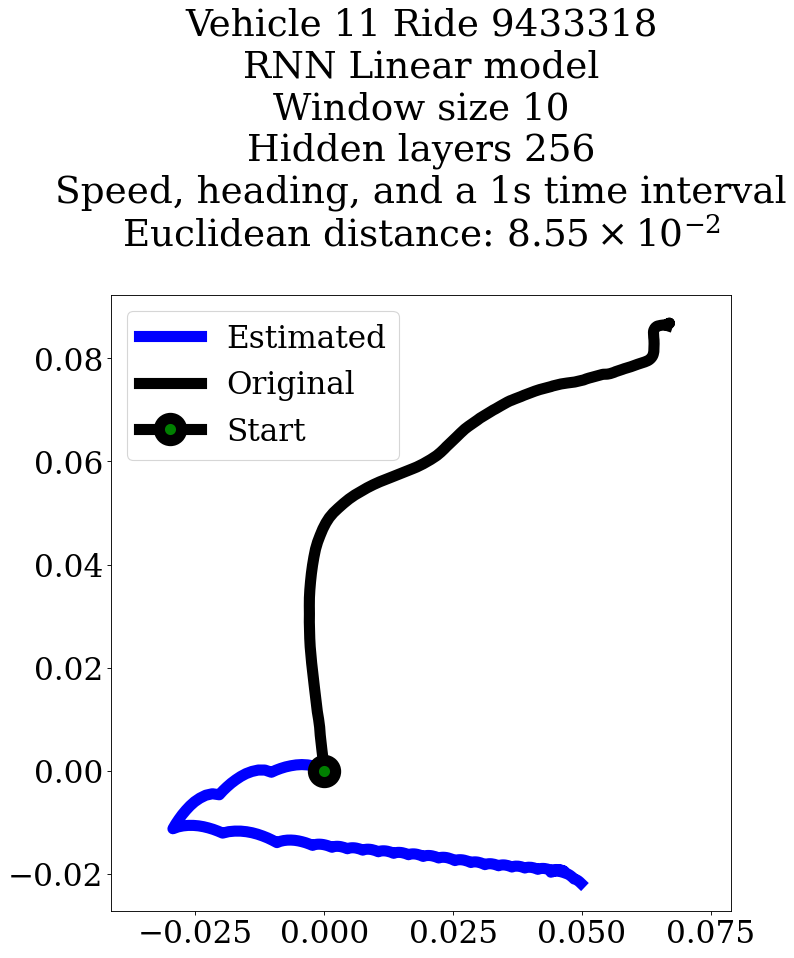 Vehicle 11 Ride 9433318
RNN Linear model
Window size 10
Hidden layers 256
Speed, heading, and a 1s time interval
Euclidean distance: 8.55 × 10⁻²
Estimated
Original
Start
0.08
0.06
0.04
0.02
0.00
−0.02
−0.025 0.000 0.025 0.050 0.075